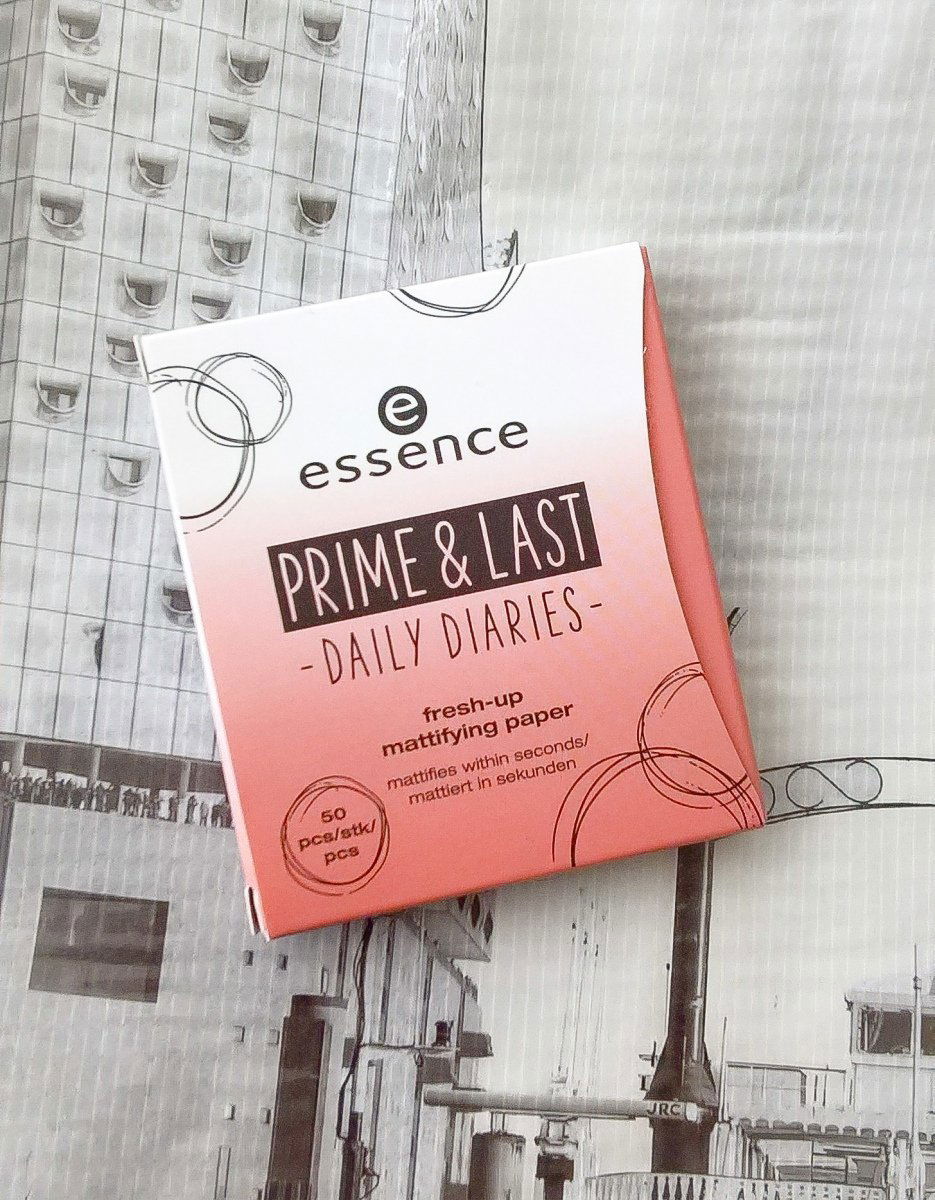 e
essence
PRIME & LAST
-DAILY DIARIES-
fresh-up
mattifying paper
mattifies within seconds/
mattiert in sekunden
50
pcs/stk/
pcs
JRC